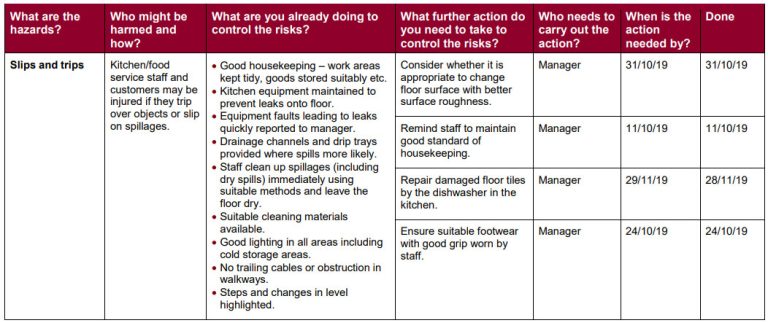 What are the
hazards?
Who might be
harmed and
how?
What are you already doing to
control the risks?
What further action do
you need to take to
control the risks?
Who needs to
carry out the
action?
When is the
action
needed by?
Done
Slips and trips
Kitchen/food
service staff and
customers may be
injured if they trip
over objects or slip
on spillages.
• Good housekeeping – work areas
kept tidy, goods stored suitably etc.
• Kitchen equipment maintained to
prevent leaks onto floor.
• Equipment faults leading to leaks
quickly reported to manager.
• Drainage channels and drip trays
provided where spills more likely.
• Staff clean up spillages (including
dry spills) immediately using
suitable methods and leave the
floor dry.
• Suitable cleaning materials
available.
• Good lighting in all areas including
cold storage areas.
• No trailing cables or obstruction in
walkways.
• Steps and changes in level
highlighted.
Consider whether it is
appropriate to change
floor surface with better
surface roughness.
Manager
31/10/19
31/10/19
Remind staff to maintain
good standard of
housekeeping.
Manager
11/10/19
11/10/19
Repair damaged floor tiles
by the dishwasher in the
kitchen.
Manager
29/11/19
28/11/19
Ensure suitable footwear
with good grip worn by
staff.
Manager
24/10/19
24/10/19